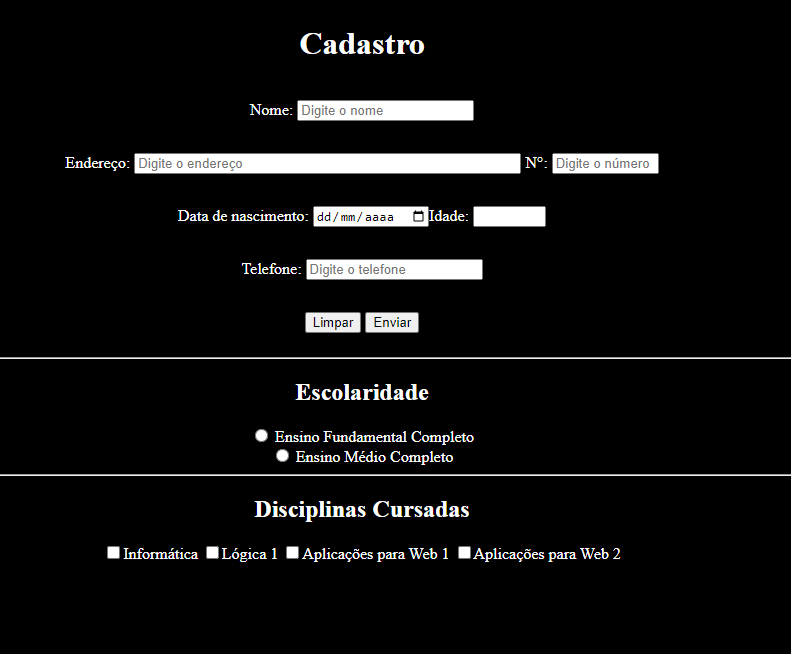 Cadastro
Nome: Digite o nome
Endereço: Digite o endereço N°: Digite o número
Data de nascimento: dd/mm/aaaa Idade:
Telefone: Digite o telefone
Limpar Enviar
Escolaridade
Ensino Fundamental Completo
Ensino Médio Completo
Disciplinas Cursadas
Informática Lógica 1 Aplicações para Web 1 Aplicações para Web 2